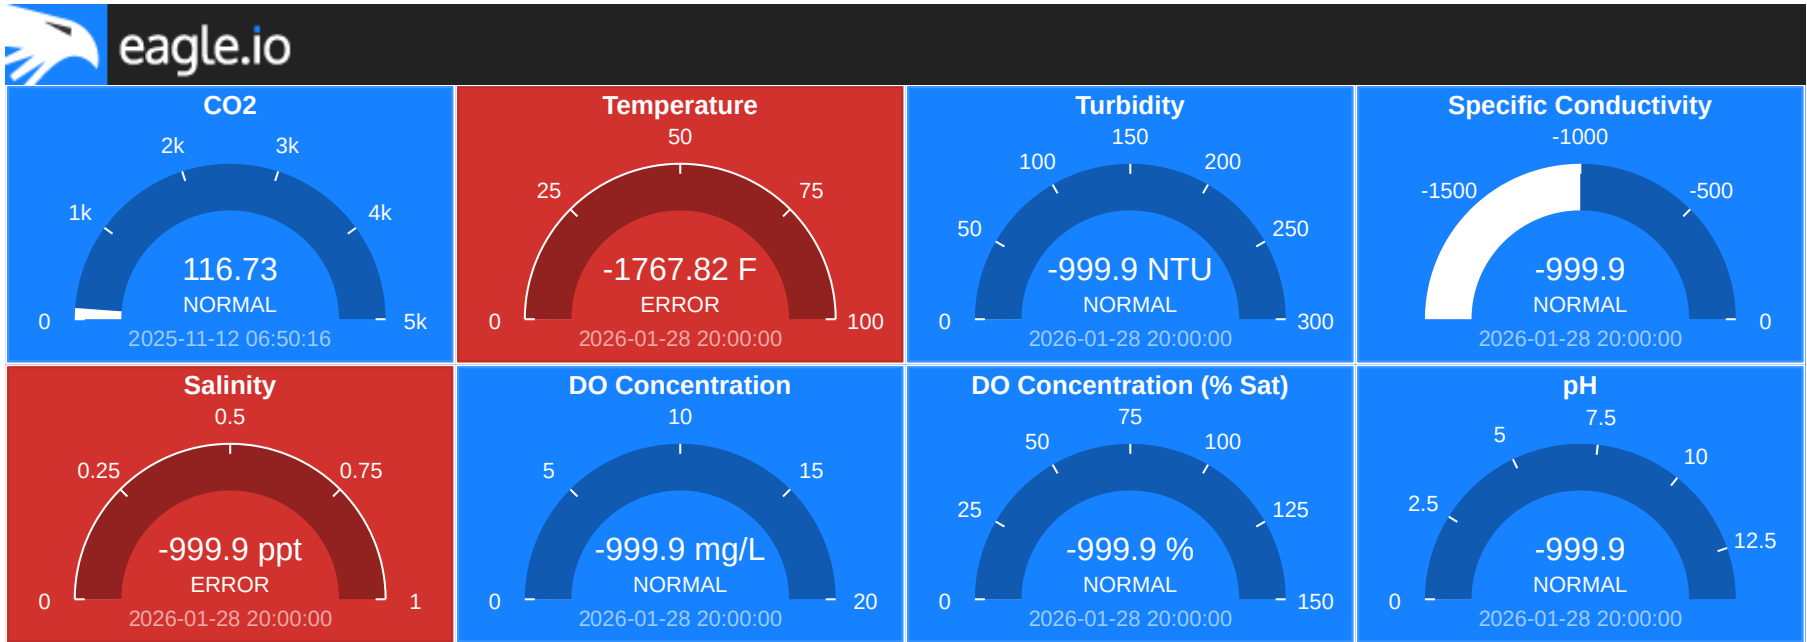 eagle.io
CO2
2k
3k
1k
4k
116.73
NORMAL
0
5k
2025-11-12 06:50:16
Temperature
50
25
75
-1767.82 F
ERROR
0
100
2026-01-28 20:00:00
Turbidity
150
100
200
50
250
-999.9 NTU
NORMAL
0
300
2026-01-28 20:00:00
Specific Conductivity
-1000
-1500
-500
-999.9
NORMAL
0
2026-01-28 20:00:00
Salinity
0.5
0.25
0.75
-999.9 ppt
ERROR
0
1
2026-01-28 20:00:00
DO Concentration
10
5
15
-999.9 mg/L
NORMAL
0
20
2026-01-28 20:00:00
DO Concentration (% Sat)
75
50
100
25
125
-999.9 %
NORMAL
0
150
2026-01-28 20:00:00
pH
7.5
5
10
2.5
12.5
-999.9
NORMAL
0
2026-01-28 20:00:00